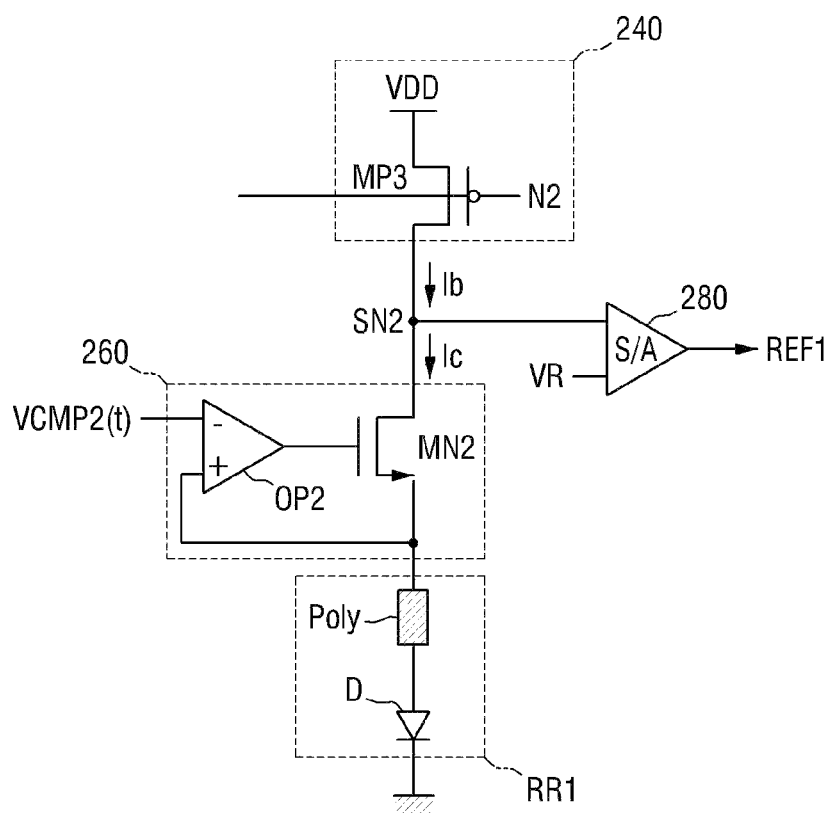 240
VDD
MP3
N2
Ib
SN2
280
S/A
REF1
VR
260
Ic
VCMP2(t)
-
+
OP2
MN2
Poly
D
RR1